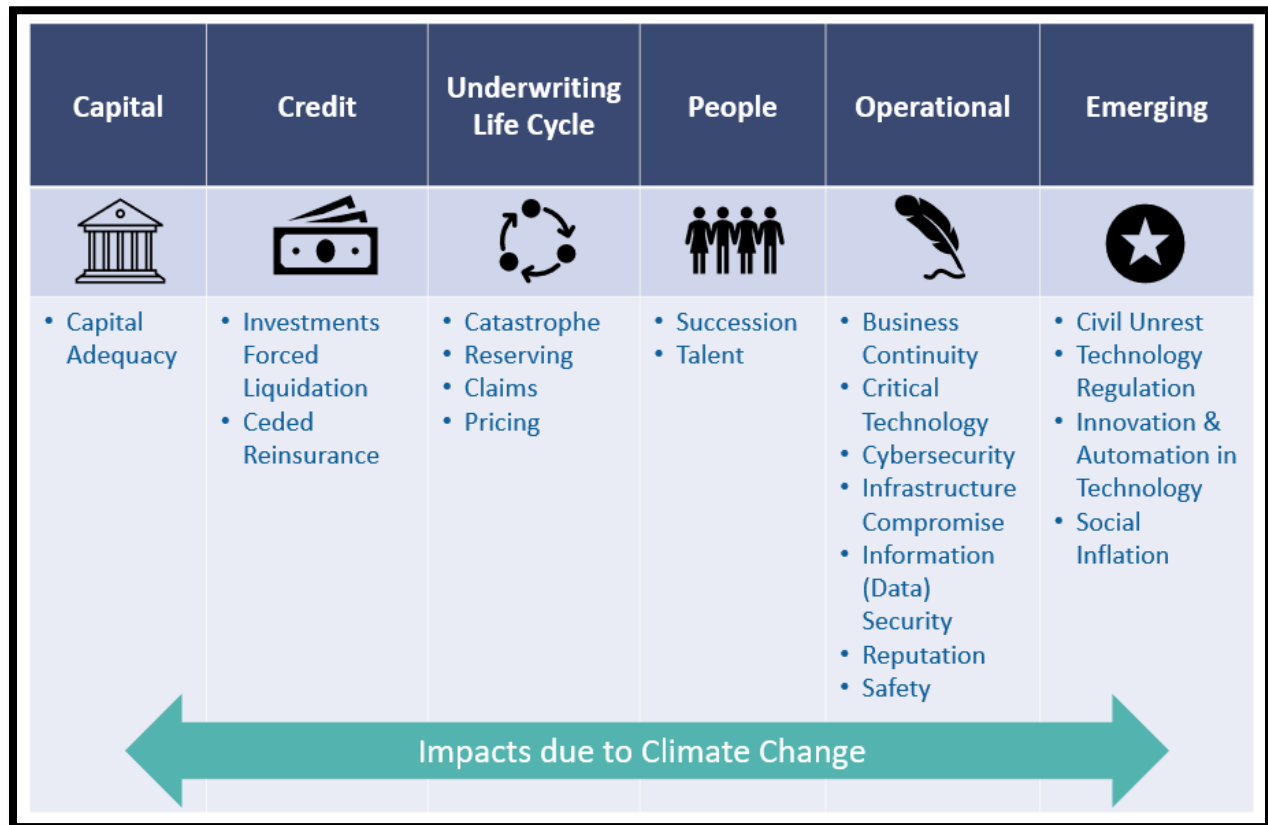 Capital
Credit
Underwriting
Life Cycle
People
Operational
Emerging
• Capital
Adequacy
• Investments
Forced
Liquidation
• Ceded
Reinsurance
• Catastrophe
• Reserving
• Claims
• Pricing
• Succession
• Talent
• Business
Continuity
• Critical
Technology
• Cybersecurity
• Infrastructure
Compromise
• Information
(Data)
Security
• Reputation
• Safety
• Civil Unrest
• Technology
Regulation
• Innovation &
Automation in
Technology
• Social
Inflation
Impacts due to Climate Change